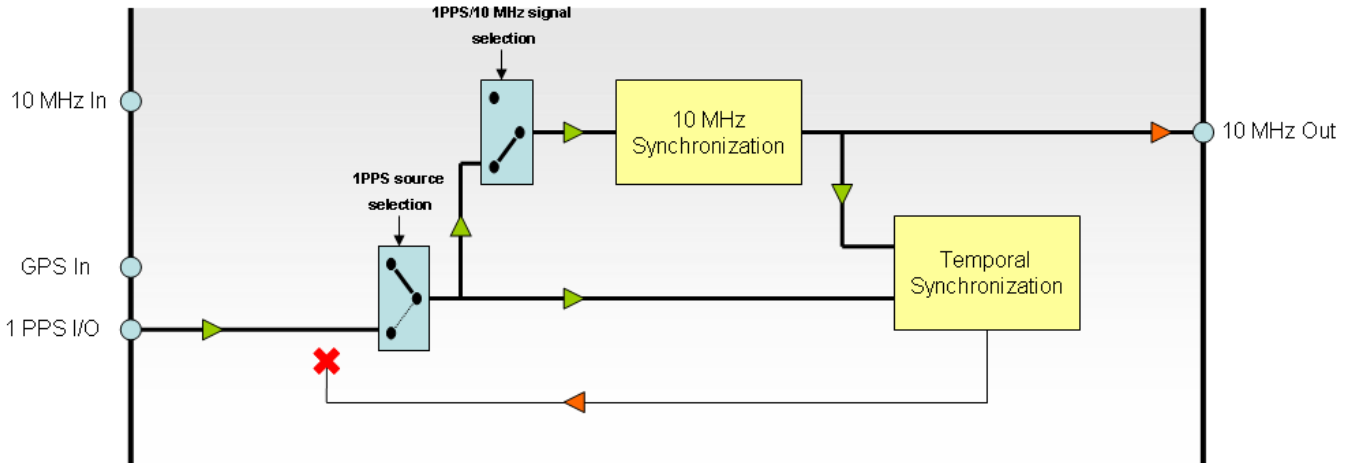 1PPS/10 MHz signal
selection
10 MHz In
10 MHz
Synchronization
10 MHz Out
1PPS source
selection
GPS In
Temporal
Synchronization
1 PPS I/O